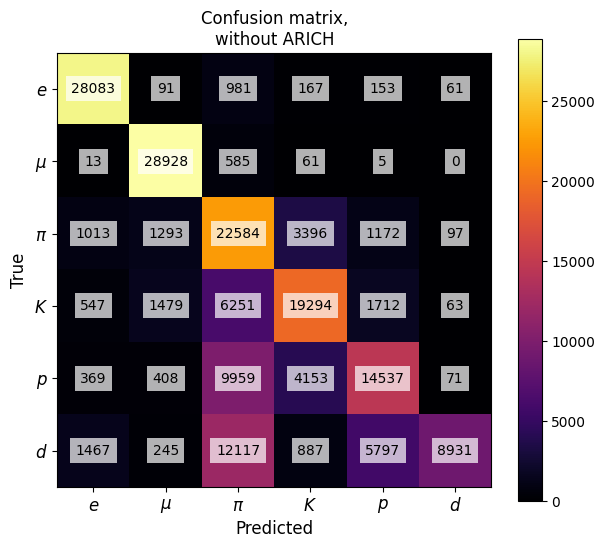 Confusion matrix,
without ARICH
True
e 28083 91 981 167 153 61
μ 13 28928 585 61 5 0
π 1013 1293 22584 3396 1172 97
K 547 1479 6251 19294 1712 63
p 369 408 9959 4153 14537 71
d 1467 245 12117 887 5797 8931
e μ π K p d
Predicted
25000
20000
15000
10000
5000
0